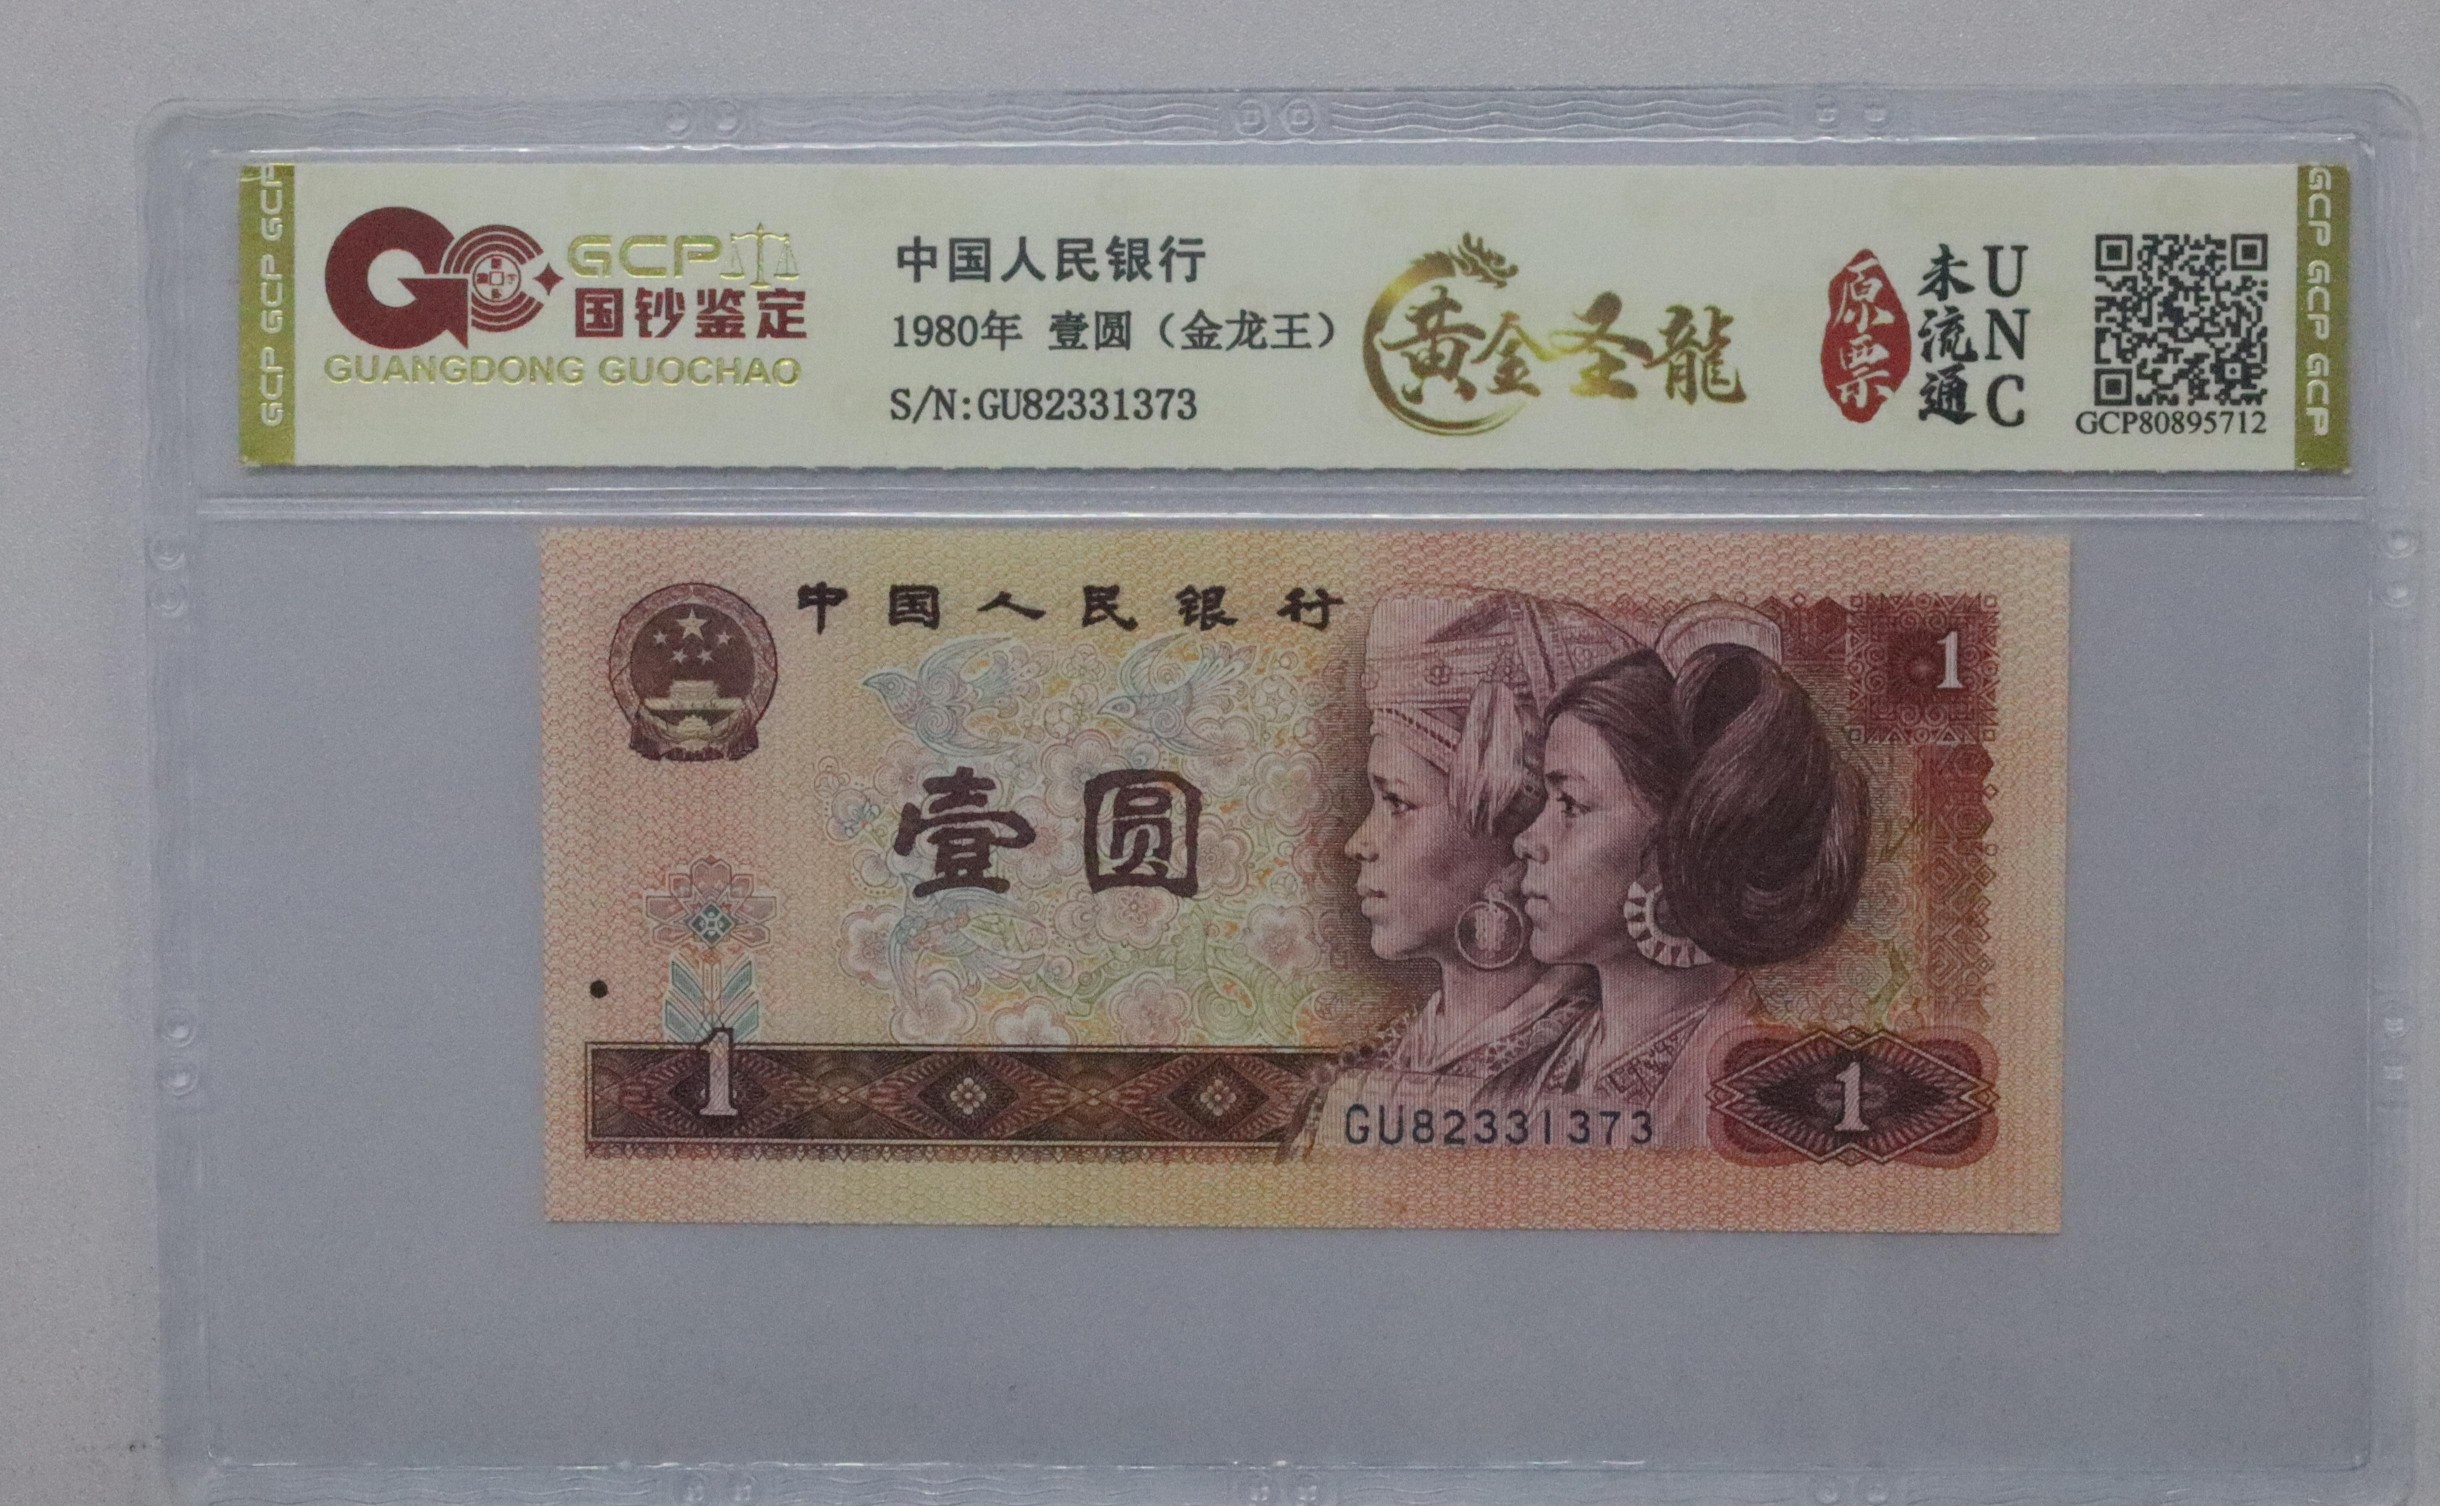 GCP GCP GCP
GCP
国钞鉴定
GUANGDONG GUOCHAO
中国人民银行
1980年 壹圆（金龙王）
S/N:GU82331373
黄金圣龍
原票
未流通
UNC
GCP80895712
GCP GCP GCP
中国人民银行
1
壹圆
1
GU82331373
1